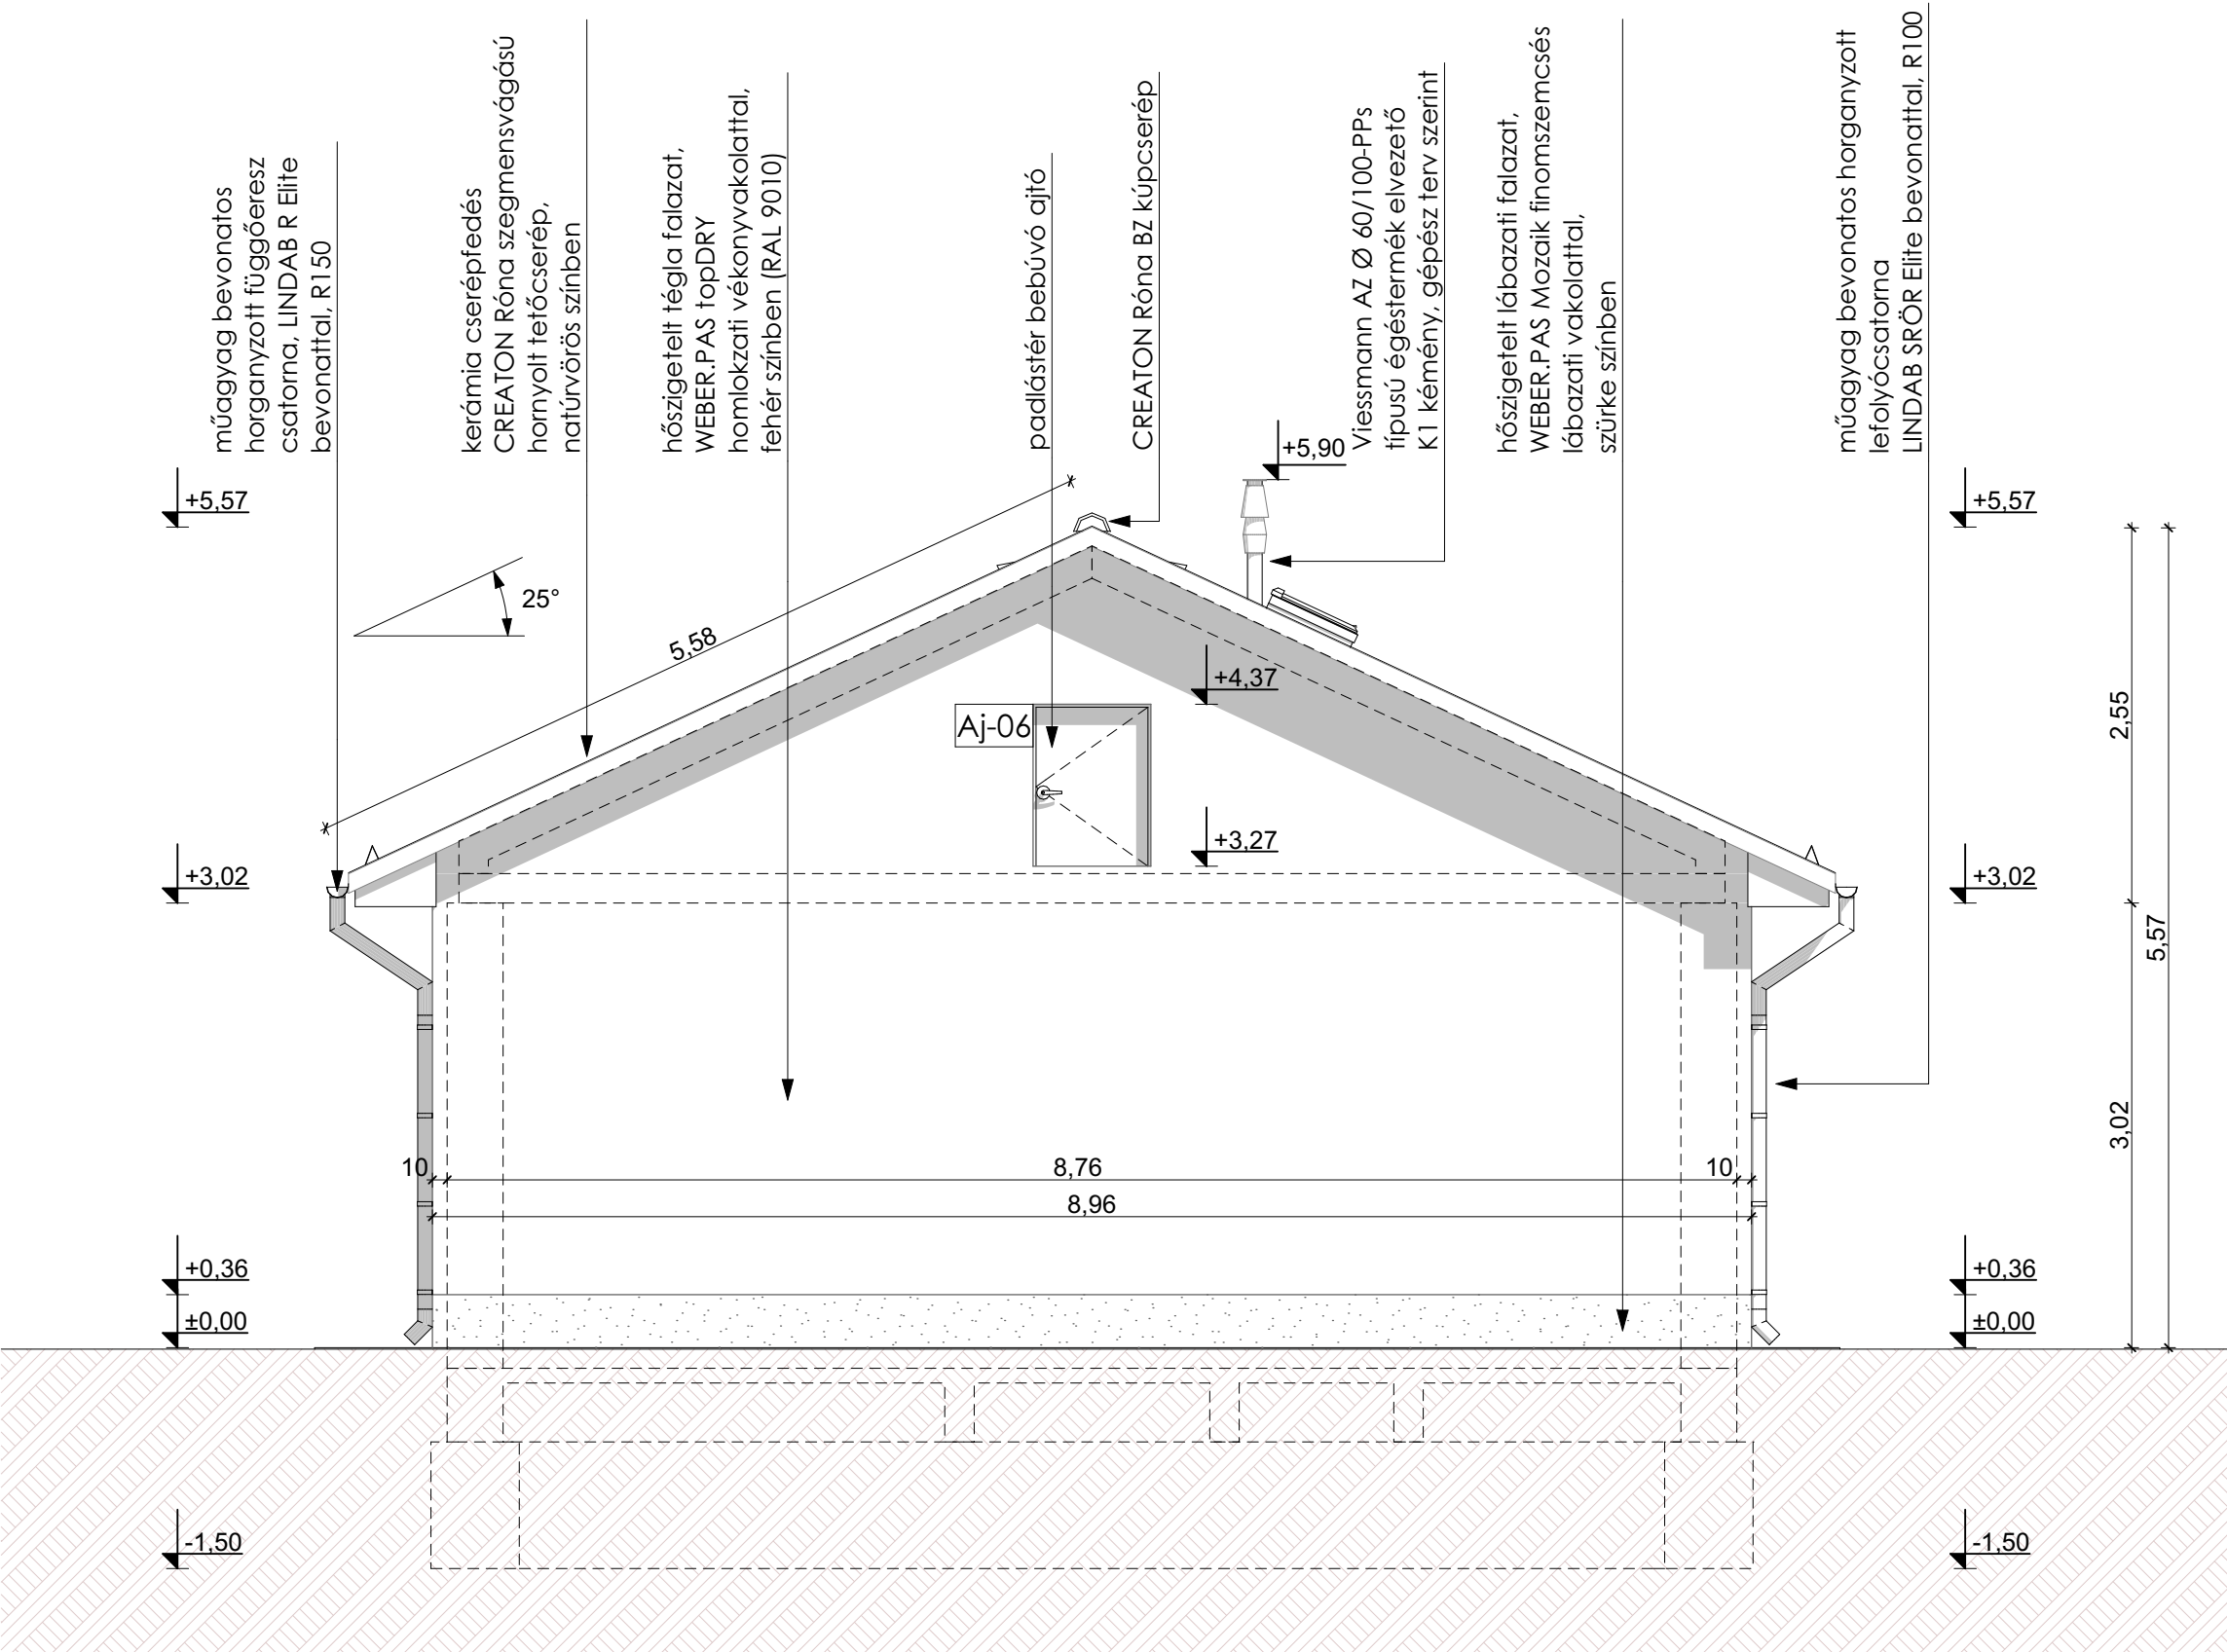 műagyag bevonatos
horganyzott függőeresz
csatorna, LINDAB R Elite
bevonattal, R150
kerámia cserépfedés
CREATON Róna szegmensvágású
hornyolt tetőcserép,
natúrvörös színben
hőszigetelt tégla falazat,
WEBER.PAS topDRY
homlokzati vékonyvakolattal,
fehér színben (RAL 9010)
padlástér bebúvó ajtó
CREATON Róna BZ kúpcserép
Viessmann AZ Ø 60/100-PPs
típusú égéstermék elvezető
K1 kémény, gépész terv szerint
hőszigetelt lábazati falazat,
WEBER.PAS Mozaik finomszemcsés
lábazati vakolattal,
szürke színben
műagyag bevonatos horganyzott
lefolyócsatorna
LINDAB SRÖR Elite bevonattal, R100
+5,90
+5,57
+5,57
25°
5,58
+4,37
Aj-06
2,55
+3,27
+3,02
+3,02
5,57
3,02
10
8,76
10
8,96
+0,36
+0,36
±0,00
±0,00
-1,50
-1,50